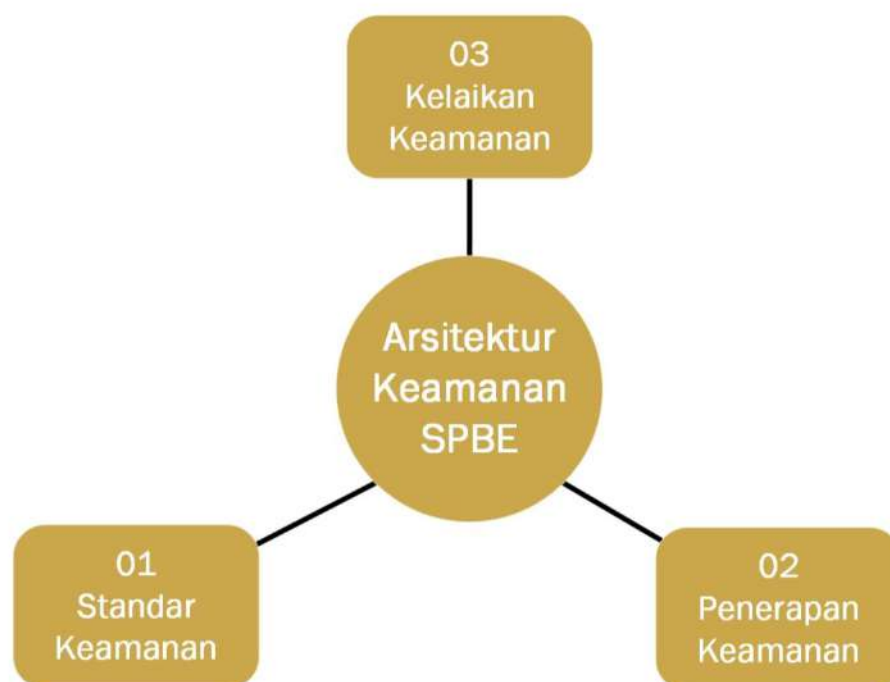 03
Kelaikan
Keamanan
Arsitektur
Keamanan
SPBE
01
Standar
Keamanan
02
Penerapan
Keamanan